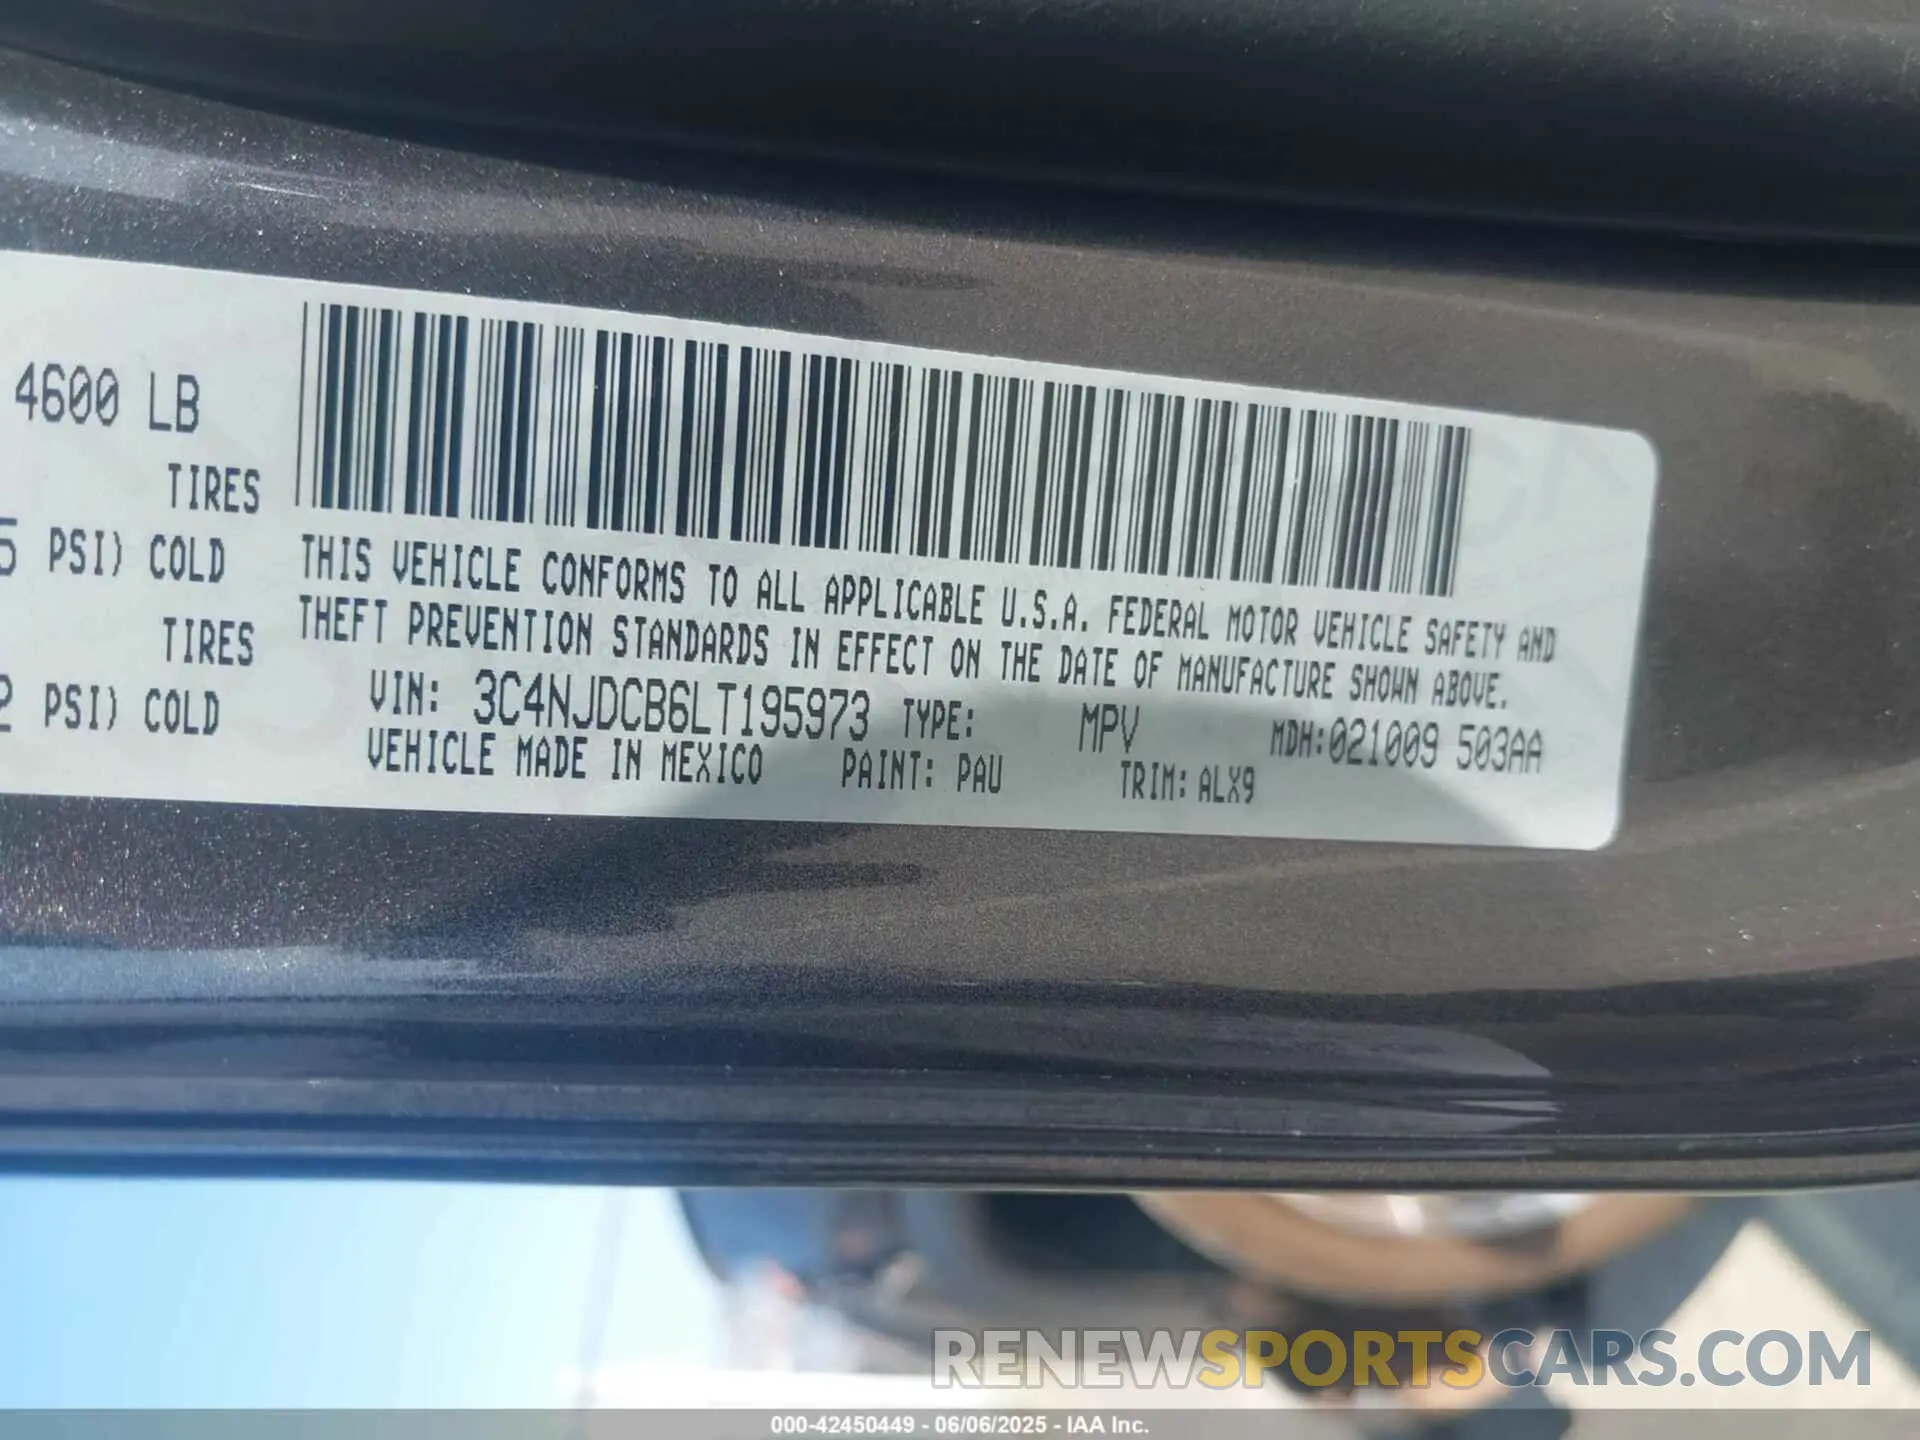 4600 LB
TIRES
5 PSI) COLD
TIRES
2 PSI) COLD
THIS VEHICLE CONFORMS TO ALL APPLICABLE U.S.A. FEDERAL MOTOR VEHICLE SAFETY AND
THEFT PREVENTION STANDARDS IN EFFECT ON THE DATE OF MANUFACTURE SHOWN ABOVE.
VIN: 3C4NJDCB6LT195973 TYPE: MPV MDH:021009 503AA
VEHICLE MADE IN MEXICO PAINT: PAU TRIM: ALX9
RENEWSPORTSCARS.COM
000-42450449 - 06/06/2025 - IAA Inc.